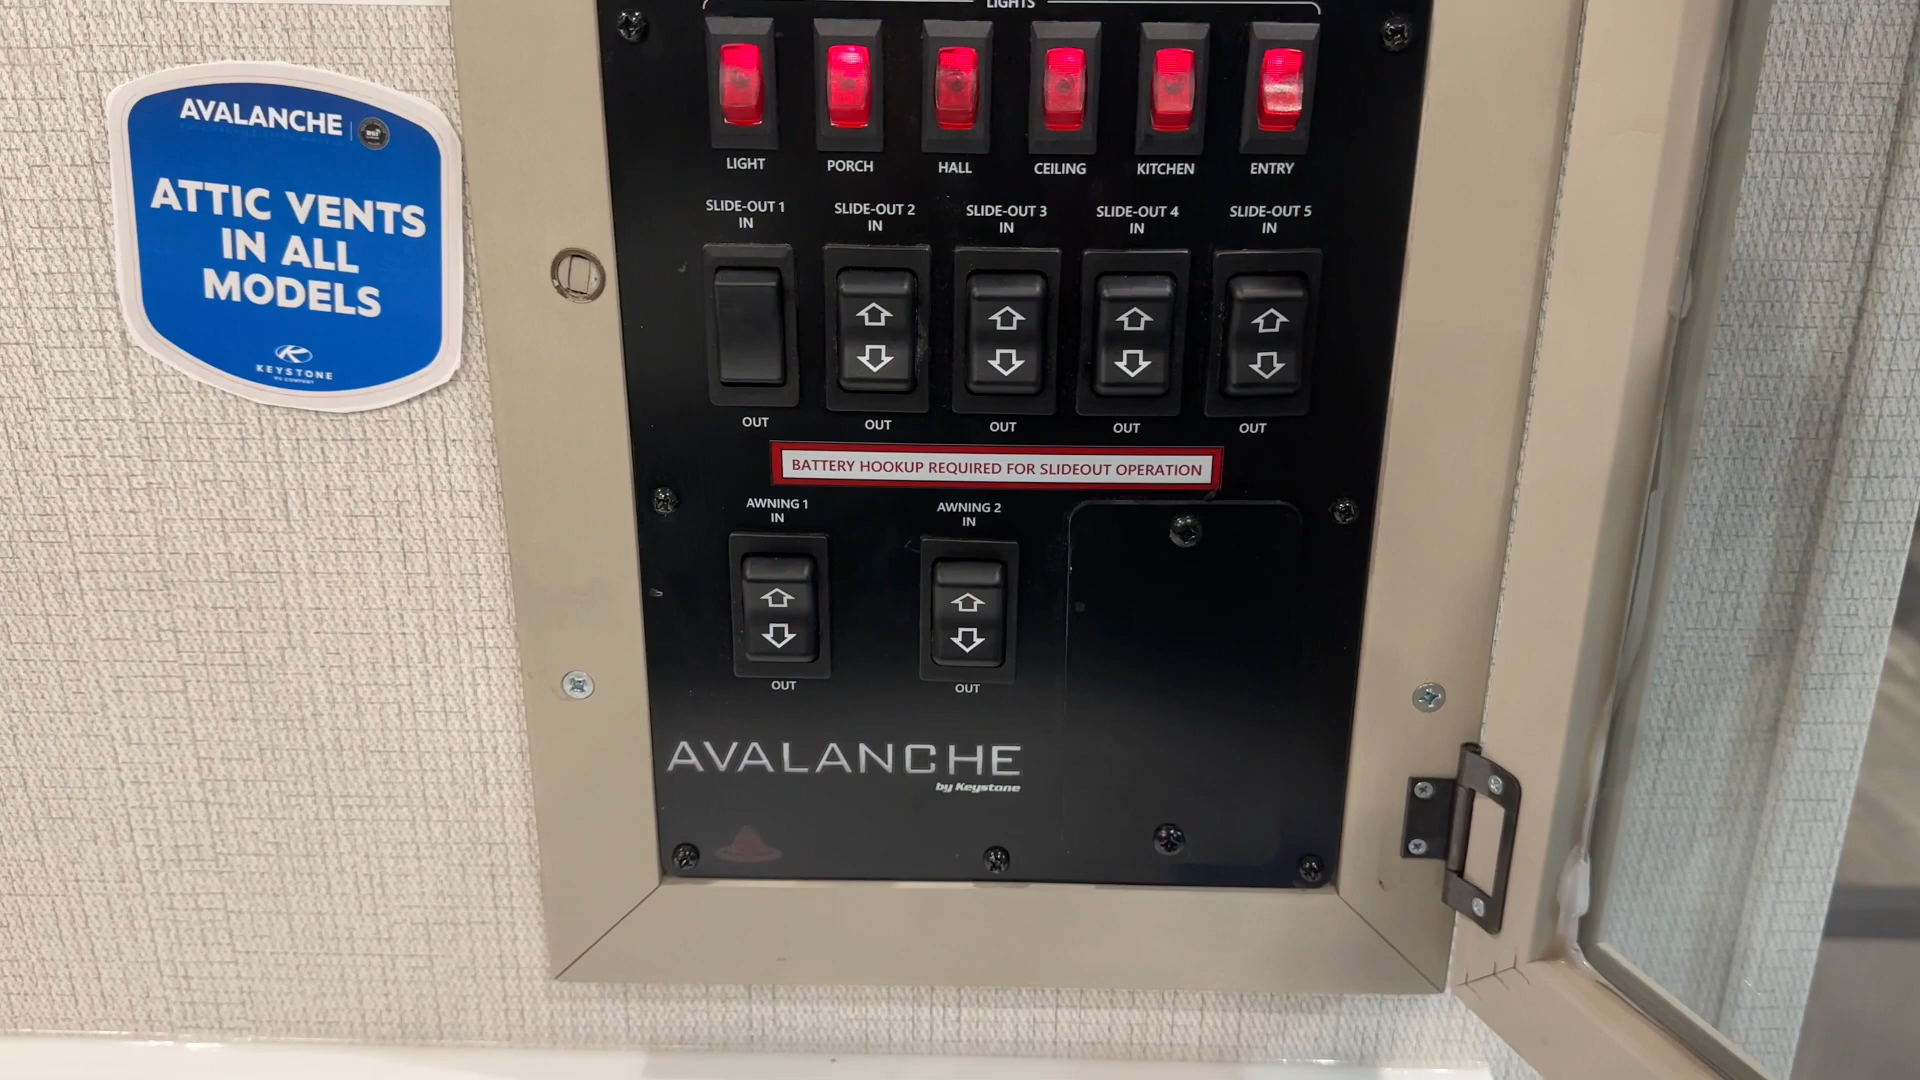 LIGHTS
LIGHT PORCH HALL CEILING KITCHEN ENTRY
SLIDE-OUT 1 SLIDE-OUT 2 SLIDE-OUT 3 SLIDE-OUT 4 SLIDE-OUT 5
IN IN IN IN IN
OUT OUT OUT OUT OUT
BATTERY HOOKUP REQUIRED FOR SLIDEOUT OPERATION
AWNING 1 AWNING 2
IN IN
OUT OUT
AVALANCHE
by Keystone
AVALANCHE
ATTIC VENTS
IN ALL
MODELS
KEYSTONE
RV COMPANY